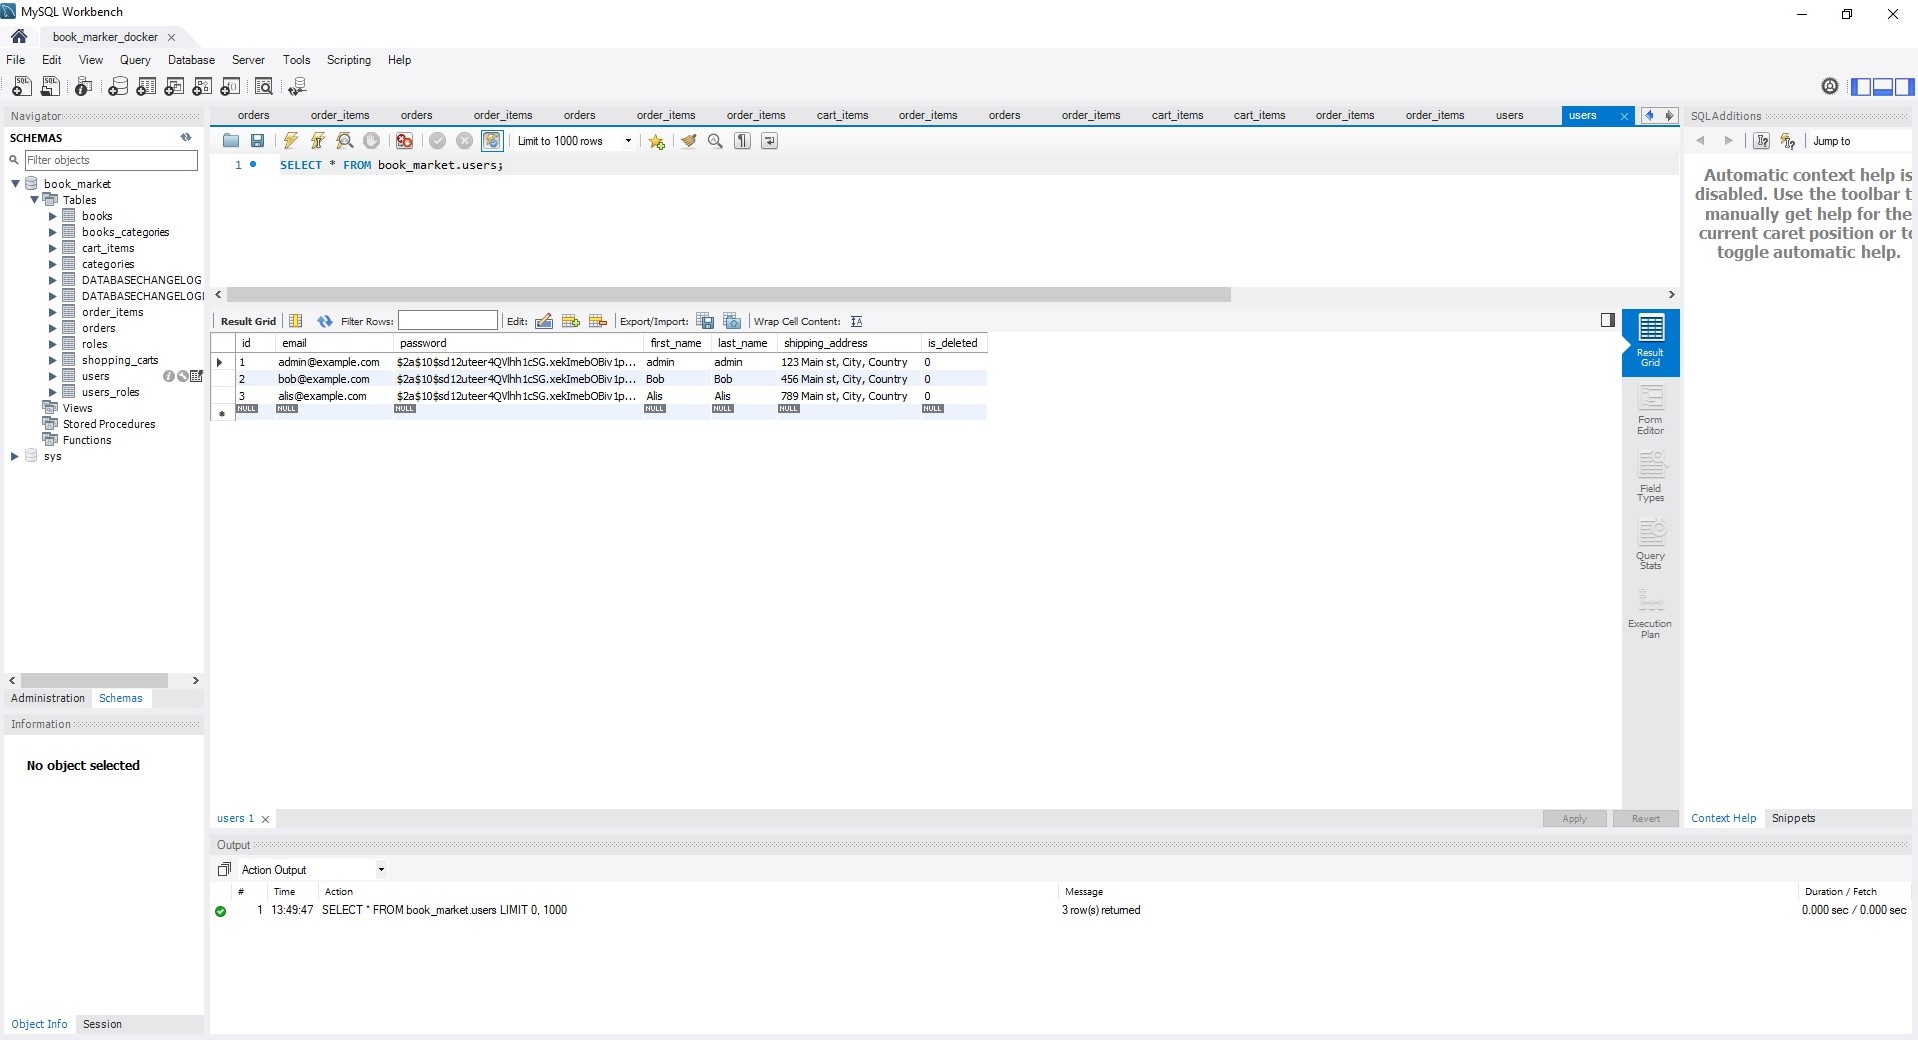 MySQL Workbench
book_marker_docker
File Edit View Query Database Server Tools Scripting Help
Navigator
SCHEMAS
Filter objects
book_market
Tables
books
books_categories
cart_items
categories
DATABASECHANGELOG
DATABASECHANGELOG
order_items
orders
roles
shopping_carts
users
users_roles
Views
Stored Procedures
Functions
sys
Administration Schemas
Information
No object selected
Object Info Session
orders order_items orders order_items orders order_items order_items cart_items order_items orders order_items cart_items cart_items order_items order_items users users
Limit to 1000 rows
1 SELECT * FROM book_market.users;
Result Grid Filter Rows: Edit: Export/Import: Wrap Cell Content:
id email password first_name last_name shipping_address is_deleted
1 admin@example.com $2a$10$sd12uteer4QVlhh1cSG.xekImebOBiv1p... admin admin 123 Main st, City, Country 0
2 bob@example.com $2a$10$sd12uteer4QVlhh1cSG.xekImebOBiv1p... Bob Bob 456 Main st, City, Country 0
3 alis@example.com $2a$10$sd12uteer4QVlhh1cSG.xekImebOBiv1p... Alis Alis 789 Main st, City, Country 0
NULL NULL NULL NULL NULL NULL NULL
Result
Grid
Form
Editor
Field
Types
Query
Stats
Execution
Plan
users 1
Apply Revert
SQLAdditions
Jump to
Automatic context help is
disabled. Use the toolbar t
manually get help for the
current caret position or to
toggle automatic help.
Context Help Snippets
Output
Action Output
# Time Action Message Duration / Fetch
1 13:49:47 SELECT * FROM book_market.users LIMIT 0, 1000 3 row(s) returned 0.000 sec / 0.000 sec